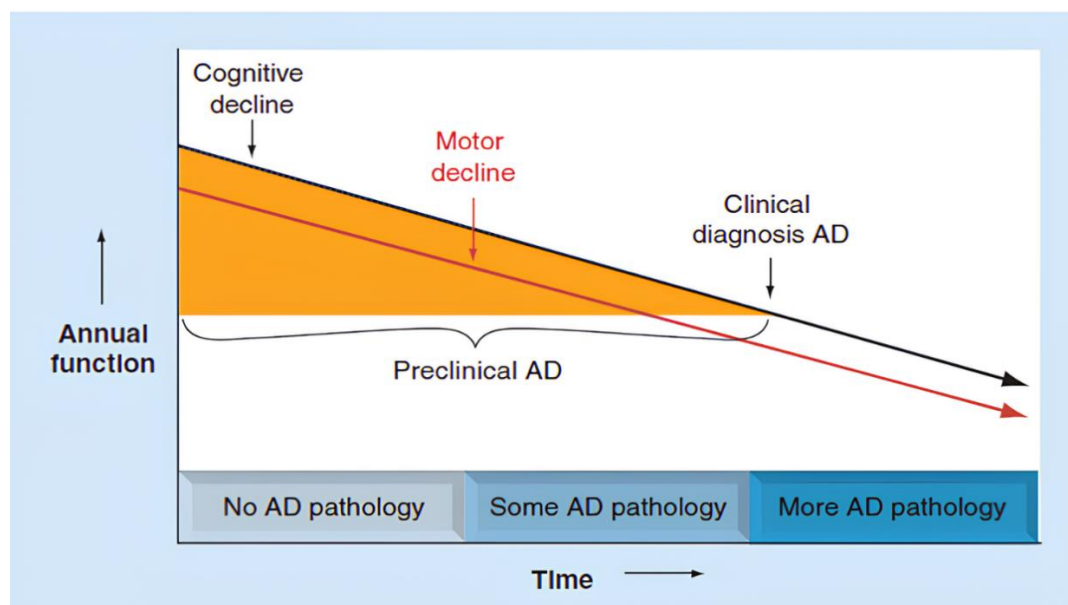 Cognitive
decline
Motor
decline
Clinical
diagnosis AD
Annual
function
Preclinical AD
No AD pathology
Some AD pathology
More AD pathology
Time